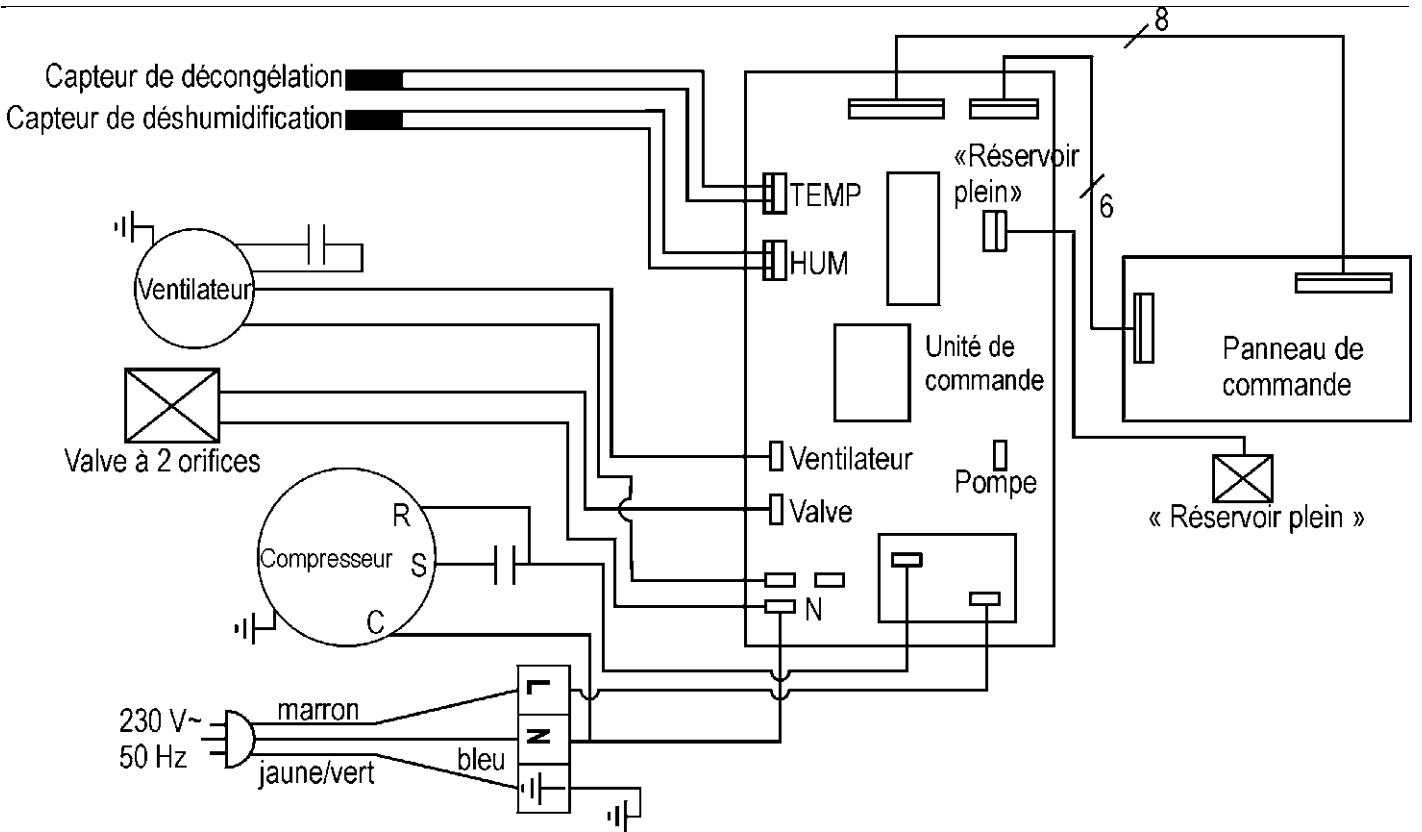 8
Capteur de décongélation
Capteur de déshumidification
«Réservoir
plein»
TEMP
6
HUM
Ventilateur
Unité de
commande
Panneau de
commande
Valve à 2 orifices
Ventilateur
Pompe
« Réservoir plein »
Valve
R
Compresseur
S
N
C
L
230 V~
marron
N
50 Hz
bleu
jaune/vert